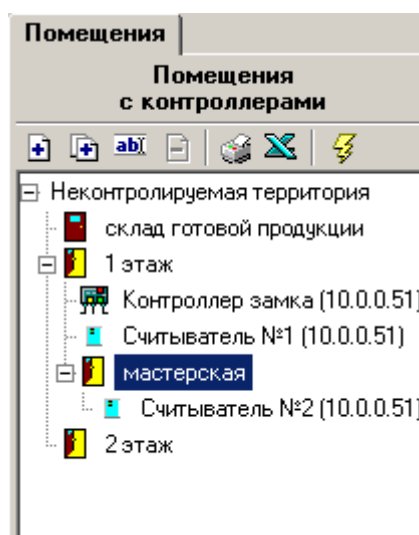 Помещения
Помещения
с контроллерами
abI
Неконтролируемая территория
склад готовой продукции
1 этаж
Контроллер замка (10.0.0.51)
Считыватель №1 (10.0.0.51)
мастерская
Считыватель №2 (10.0.0.51)
2 этаж